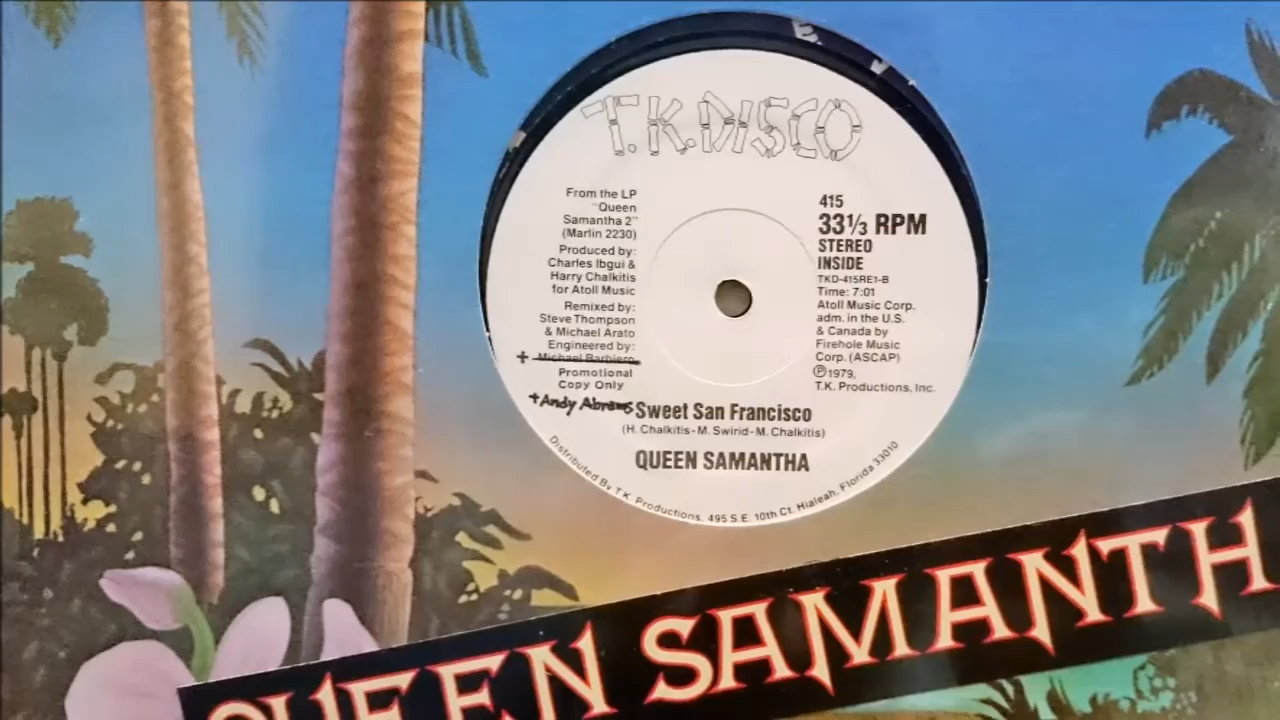 T.K.DISCO
From the LP
"Queen
Samantha 2"
(Marlin 2230)
Produced by:
Charles Ibgui &
Harry Chalkitis
for Atoll Music
Remixed by:
Steve Thompson
& Michael Arato
Engineered by:
+ Michael Barbiero
Promotional
Copy Only
+Andy Abrams
415
33⅓ RPM
STEREO
INSIDE
TKD-415RE1-B
Time: 7:01
Atoll Music Corp.
adm. in the U.S.
& Canada by
Firehole Music
Corp. (ASCAP)
℗1979,
T.K. Productions, Inc.
Sweet San Francisco
(H. Chalkitis-M. Swirid-M. Chalkitis)
QUEEN SAMANTHA
Distributed By T.K. Productions, 495 S.E. 10th Ct. Hialeah, Florida 33010
QUEEN SAMANTH